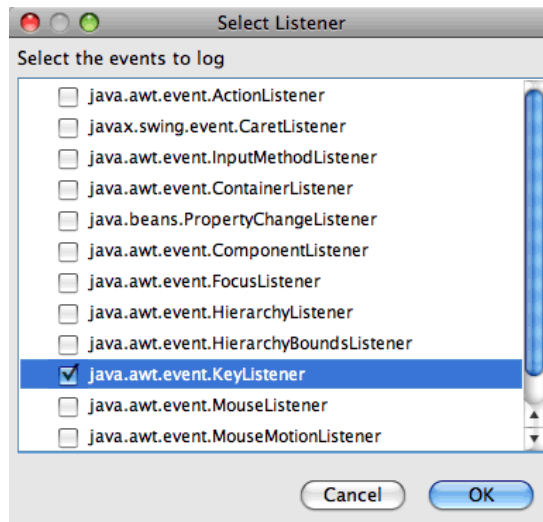 Select Listener
Select the events to log
java.awt.event.ActionListener
javax.swing.event.CaretListener
java.awt.event.InputMethodListener
java.awt.event.ContainerListener
java.beans.PropertyChangeListener
java.awt.event.ComponentListener
java.awt.event.FocusListener
java.awt.event.HierarchyListener
java.awt.event.HierarchyBoundsListener
java.awt.event.KeyListener
java.awt.event.MouseListener
java.awt.event.MouseMotionListener
Cancel OK